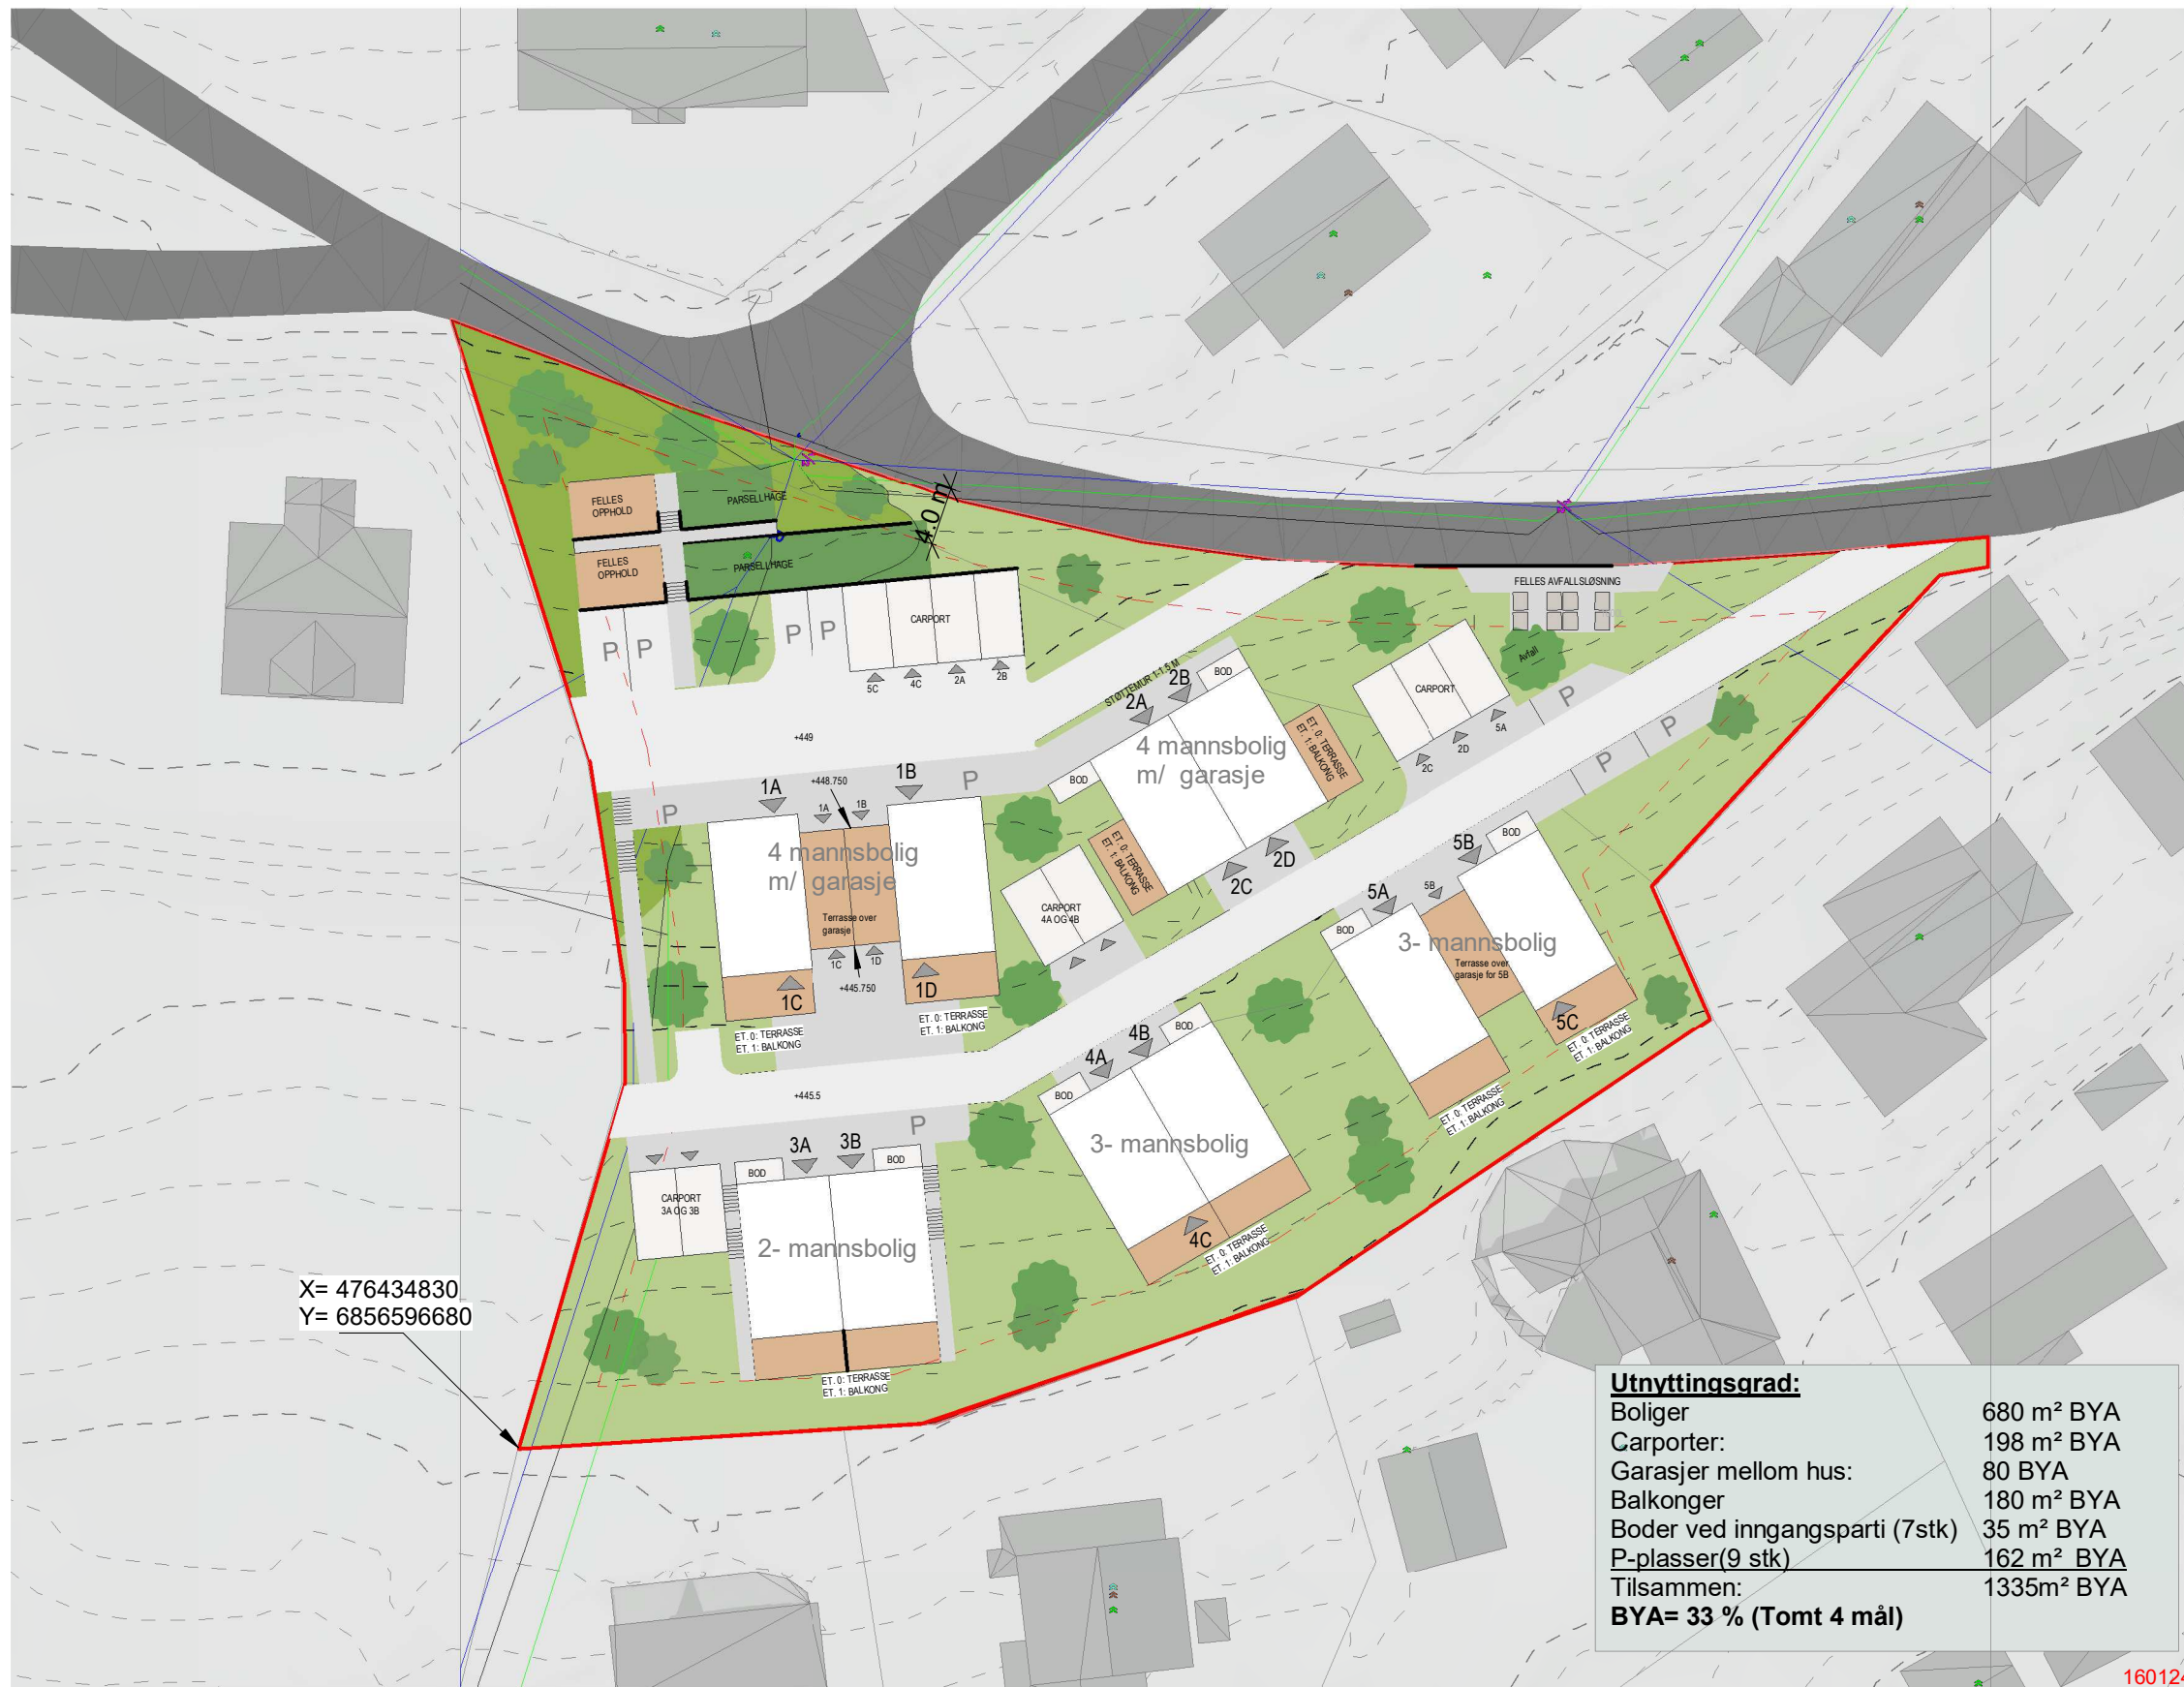 FELLES
OPPHOLD
PARSELLHAGE
4.0 m
FELLES
OPPHOLD
PARSELLHAGE
FELLES AVFALLSLØSNING
Avfall
P
P
P
P
CARPORT
5C
4C
2A
2B
STØTTEMUR 1-1.5 M
2A
2B
BOD
CARPORT
2C
2D
5A
P
P
P
+449
4 mannsbolig
m/ garasje
ET. 0: TERRASSE
ET. 1: BALKONG
BOD
ET. 0: TERRASSE
ET. 1: BALKONG
2C
2D
P
1A
+448.750
1A
1B
1B
P
4 mannsbolig
m/ garasje
Terrasse over
garasje
1C
1D
+445.750
1C
1D
ET. 0: TERRASSE
ET. 1: BALKONG
ET. 0: TERRASSE
ET. 1: BALKONG
CARPORT
4A OG 4B
5A
5B
5B
BOD
BOD
3- mannsbolig
Terrasse over
garasje for 5B
5C
ET. 0: TERRASSE
ET. 1: BALKONG
ET. 0: TERRASSE
ET. 1: BALKONG
+445.5
4A
4B
BOD
BOD
3- mannsbolig
4C
ET. 0: TERRASSE
ET. 1: BALKONG
P
3A
3B
BOD
BOD
CARPORT
3A OG 3B
2- mannsbolig
ET. 0: TERRASSE
ET. 1: BALKONG
X= 476434830
Y= 6856596680
Utnyttingsgrad:
Boliger 680 m² BYA
Carporter: 198 m² BYA
Garasjer mellom hus: 80 BYA
Balkonger 180 m² BYA
Boder ved inngangsparti (7stk) 35 m² BYA
P-plasser(9 stk) 162 m² BYA
Tilsammen: 1335m² BYA
BYA= 33 % (Tomt 4 mål)
160124